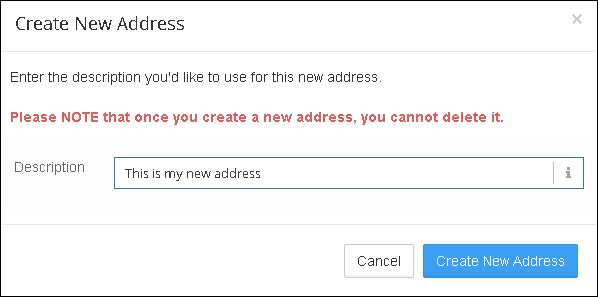 Create New Address
×
Enter the description you'd like to use for this new address.
Please NOTE that once you create a new address, you cannot delete it.
Description
This is my new address
i
Cancel
Create New Address